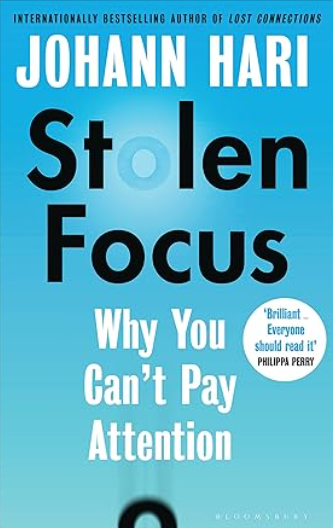 INTERNATIONALLY BESTSELLING AUTHOR OF LOST CONNECTIONS
JOHANN HARI
Stolen
Focus
Why You
Can't Pay
Attention
'Brilliant ..
Everyone
should read it'
PHILIPPA PERRY
BLOOMSBURY